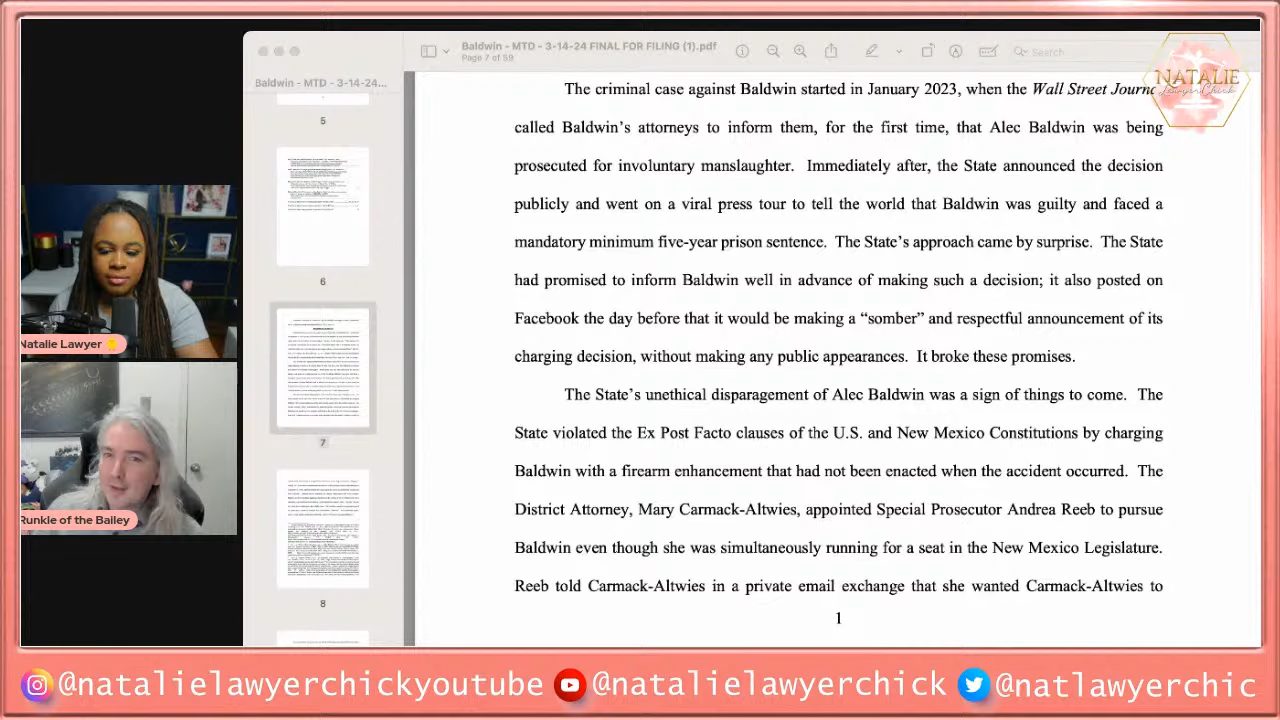 Baldwin - MTD - 3-14-24 FINAL FOR FILING (1).pdf
Page 7 of 59
Search
Baldwin - MTD - 3-14-24...
5
6
7
8
The criminal case against Baldwin started in January 2023, when the Wall Street Journa
called Baldwin's attorneys to inform them, for the first time, that Alec Baldwin was being
prosecuted for involuntary manslaughter. Immediately after, the State announced the decision
publicly and went on a viral press tour to tell the world that Baldwin was guilty and faced a
mandatory minimum five-year prison sentence. The State's approach came by surprise. The State
had promised to inform Baldwin well in advance of making such a decision; it also posted on
Facebook the day before that it would be making a "somber" and respectful announcement of its
charging decision, without making any public appearances. It broke these promises.
The State's unethical disparagement of Alec Baldwin was a sign of things to come. The
State violated the Ex Post Facto clauses of the U.S. and New Mexico Constitutions by charging
Baldwin with a firearm enhancement that had not been enacted when the accident occurred. The
District Attorney, Mary Carmack-Altwies, appointed Special Prosecutor Andrea Reeb to pursue
Baldwin even though she was simultaneously running for a seat in the New Mexico Legislature.
Reeb told Carmack-Altwies in a private email exchange that she wanted Carmack-Altwies to
1
NATALIE
LawyerChick
Natalie Lawyer
Runkle of the Bailey
@natalielawyerchickyoutube
@natalielawyerchick
@natlawyerchic